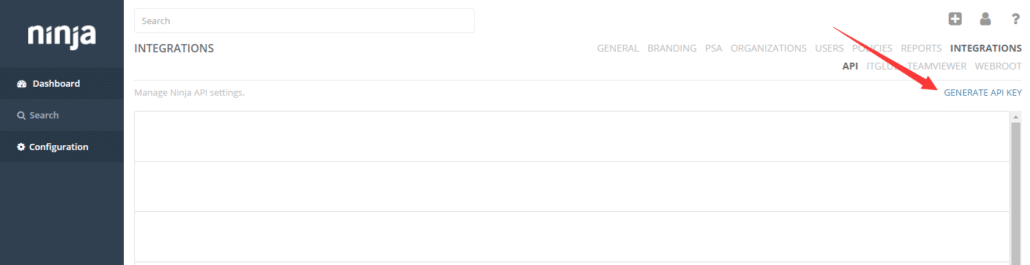 ninja
Dashboard
Search
Configuration
Search
?
INTEGRATIONS
GENERAL BRANDING PSA ORGANIZATIONS USERS POLICIES REPORTS INTEGRATIONS
API ITGLUE TEAMVIEWER WEBROOT
Manage Ninja API settings.
GENERATE API KEY